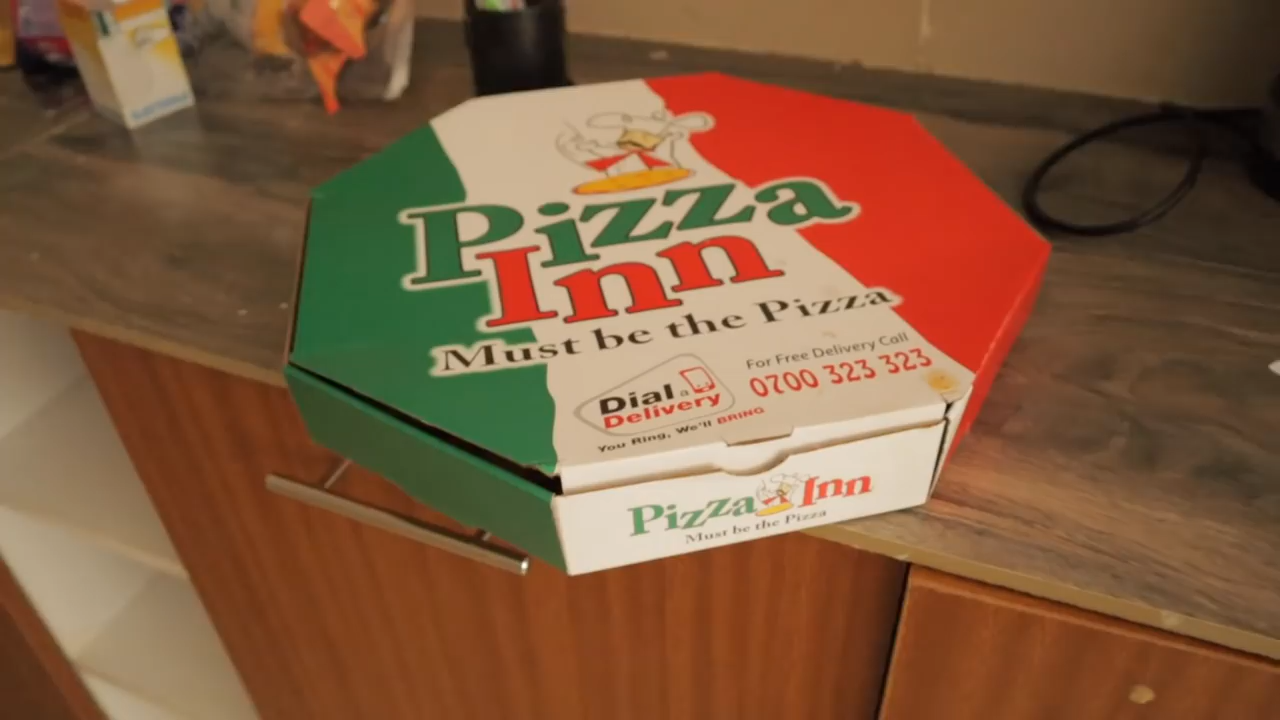 Pizza
Inn
Must be the Pizza
For Free Delivery Call
0700 323 323
Dial a
Delivery
You Ring, We'll BRING
Pizza Inn
Must be the Pizza